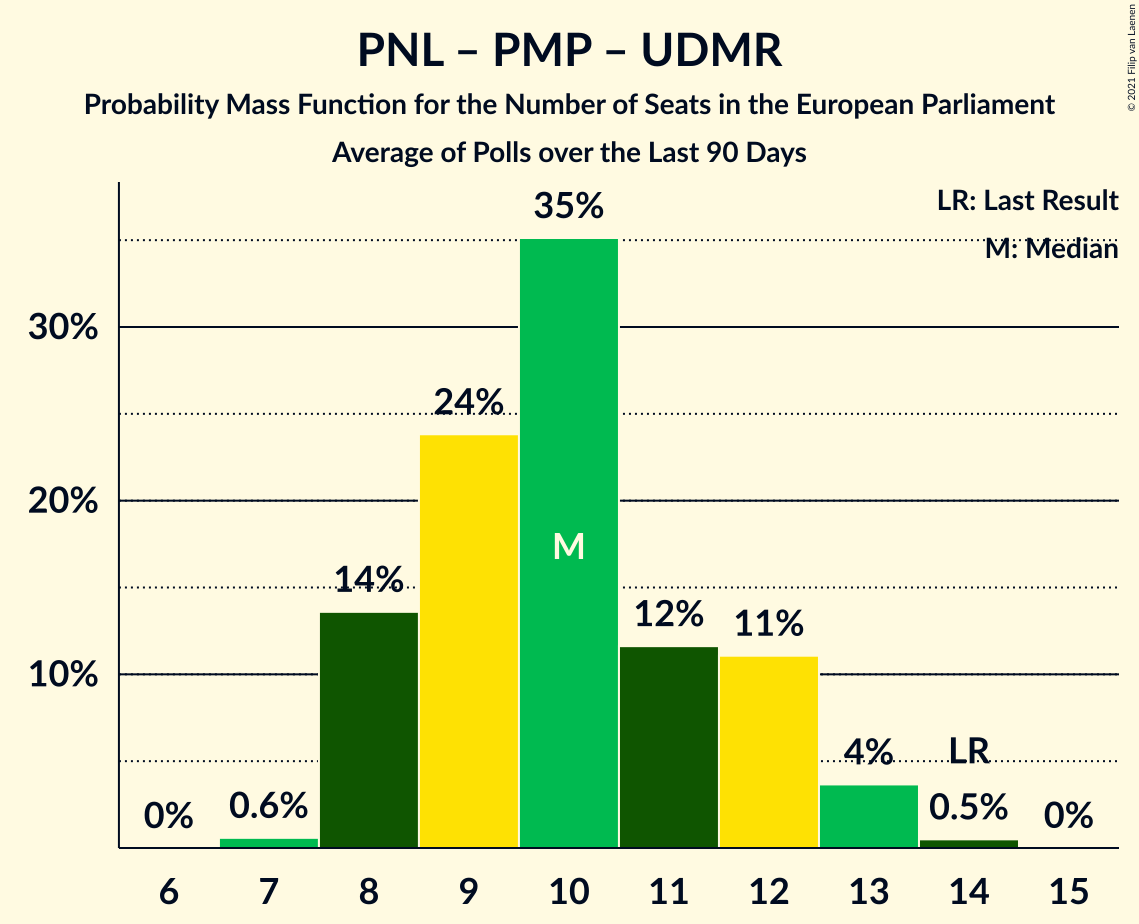 PNL – PMP – UDMR
Probability Mass Function for the Number of Seats in the European Parliament
Average of Polls over the Last 90 Days
© 2021 Filip van Laenen
LR: Last Result
M: Median
35%
30%
24%
20%
M
14%
12%
11%
10%
4%
LR
0%
0.6%
0.5%
0%
6 7 8 9 10 11 12 13 14 15